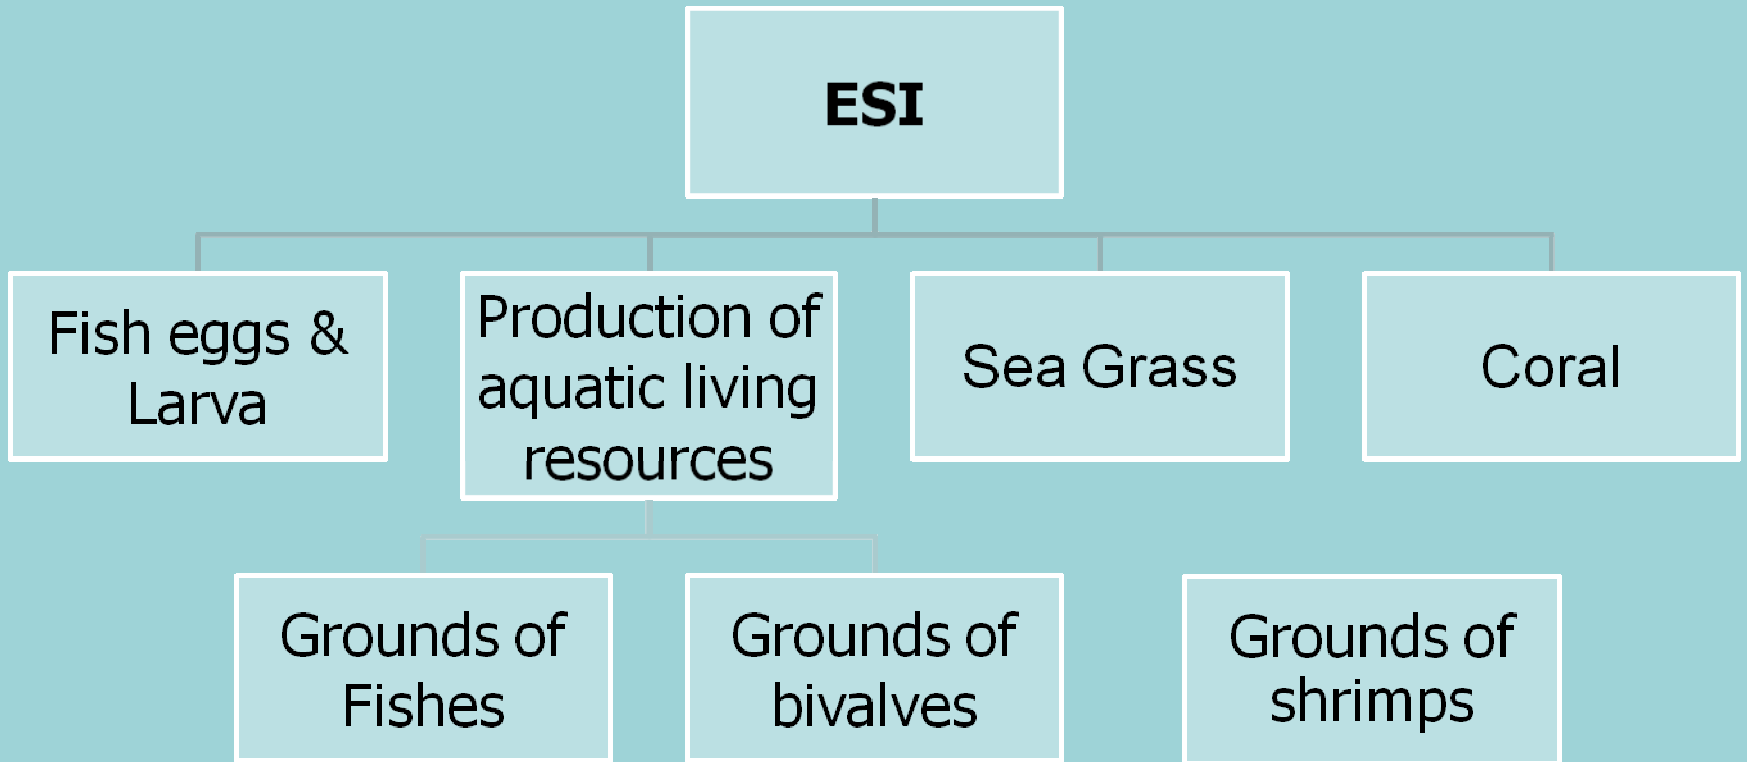 ESI
Fish eggs &
Larva
Production of
aquatic living
resources
Sea Grass
Coral
Grounds of
Fishes
Grounds of
bivalves
Grounds of
shrimps